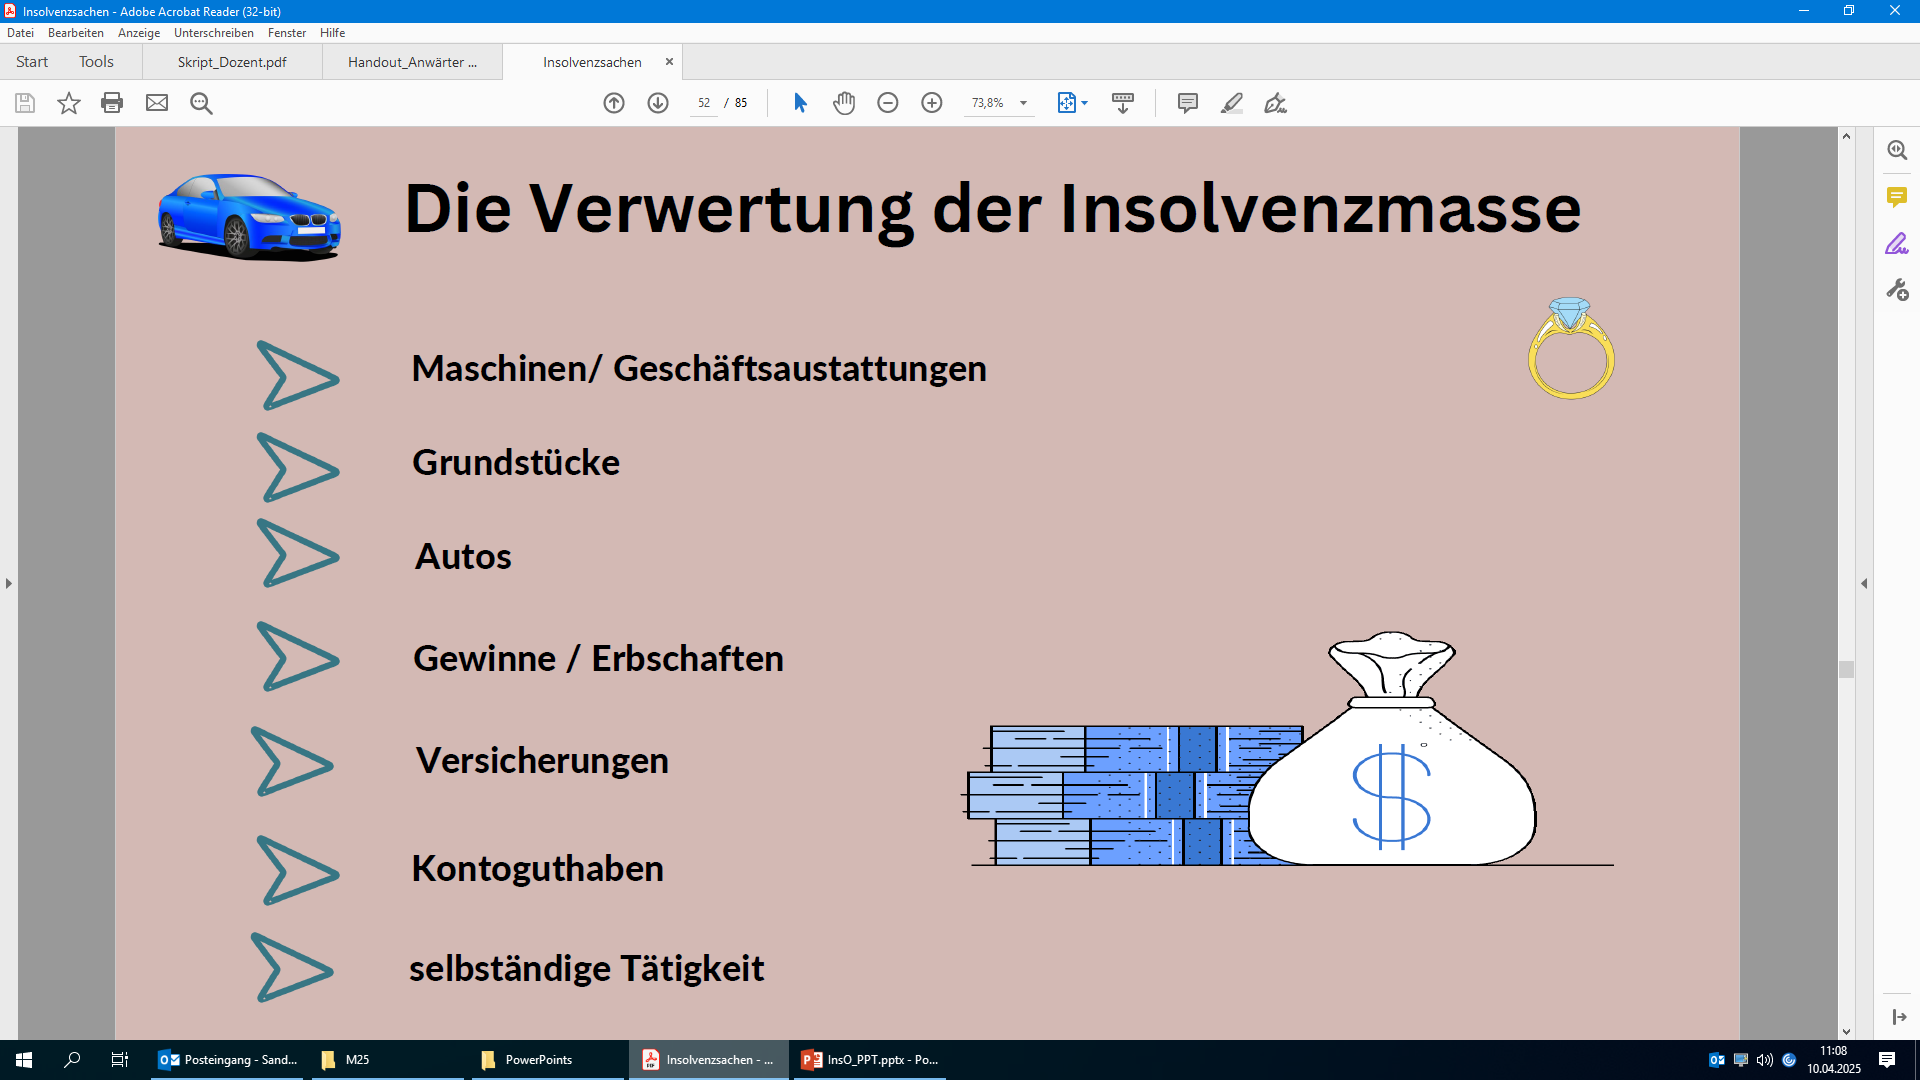 Insolvenzsachen - Adobe Acrobat Reader (32-bit)
Datei Bearbeiten Anzeige Unterschreiben Fenster Hilfe
Start Tools Skript_Dozent.pdf Handout_Anwärter ... Insolvenzsachen
52 / 85 73,8%
Die Verwertung der Insolvenzmasse
Maschinen/ Geschäftsaustattungen
Grundstücke
Autos
Gewinne / Erbschaften
Versicherungen
$
Kontoguthaben
selbständige Tätigkeit
Posteingang - Sand... M25 PowerPoints Insolvenzsachen - ... InsO_PPT.pptx - Po... 11:08
10.04.2025